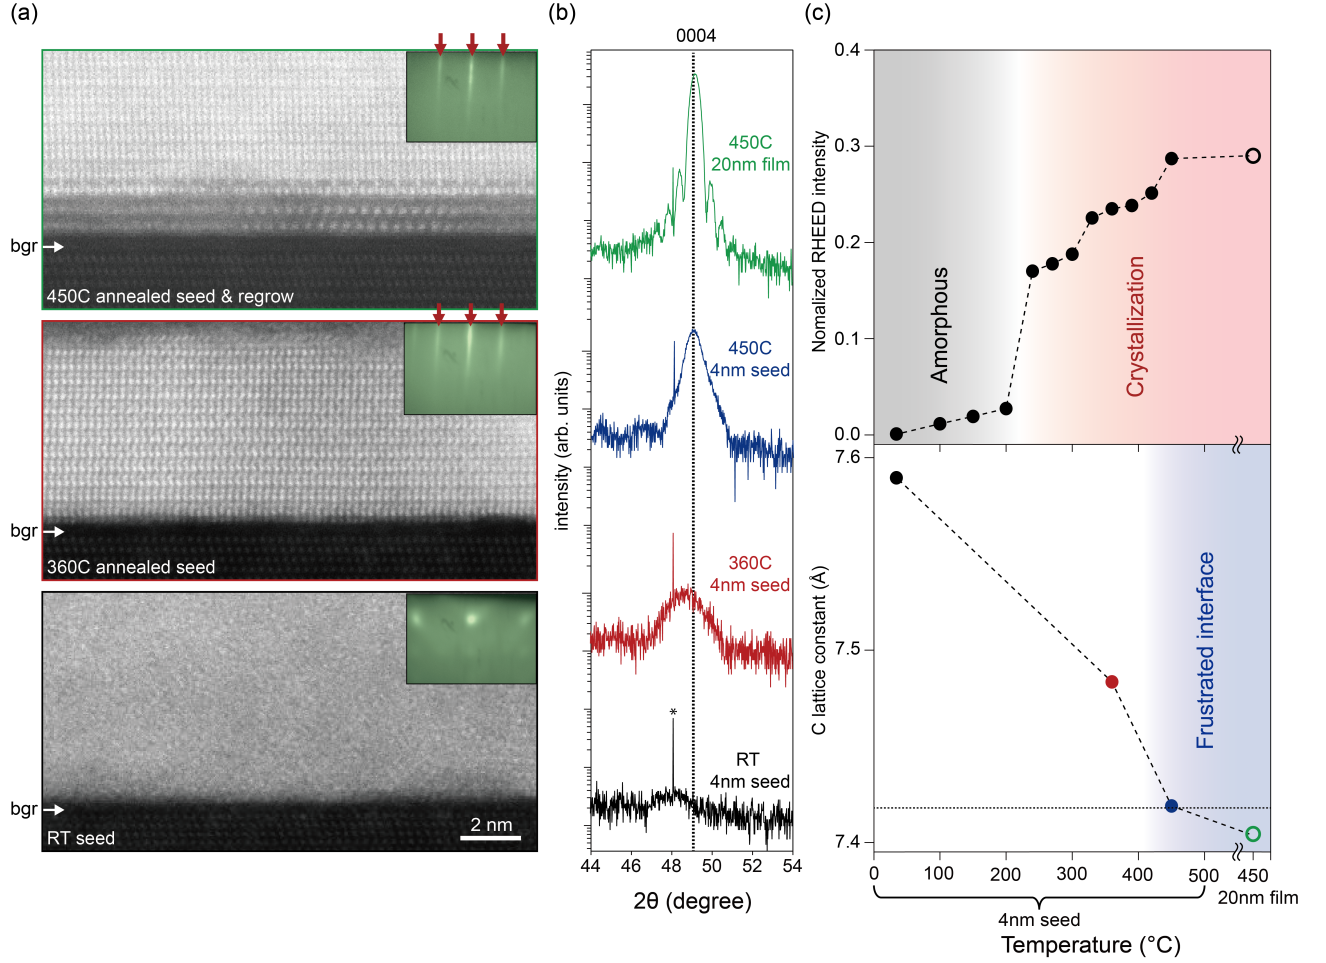 (a)
bgr
450C annealed seed & regrow
bgr
360C annealed seed
bgr
RT seed
2 nm
(b)
0004
450C
20nm film
450C
4nm seed
360C
4nm seed
*
RT
4nm seed
intensity (arb. units)
44 46 48 50 52 54
2θ (degree)
(c)
0.4
0.3
0.2
0.1
0.0
Nomalized RHEED intensity
Amorphous
Crystallization
7.6
7.5
7.4
C lattice constant (Å)
Frustrated interface
0 100 200 300 400 500 450
20nm film
4nm seed
Temperature (°C)